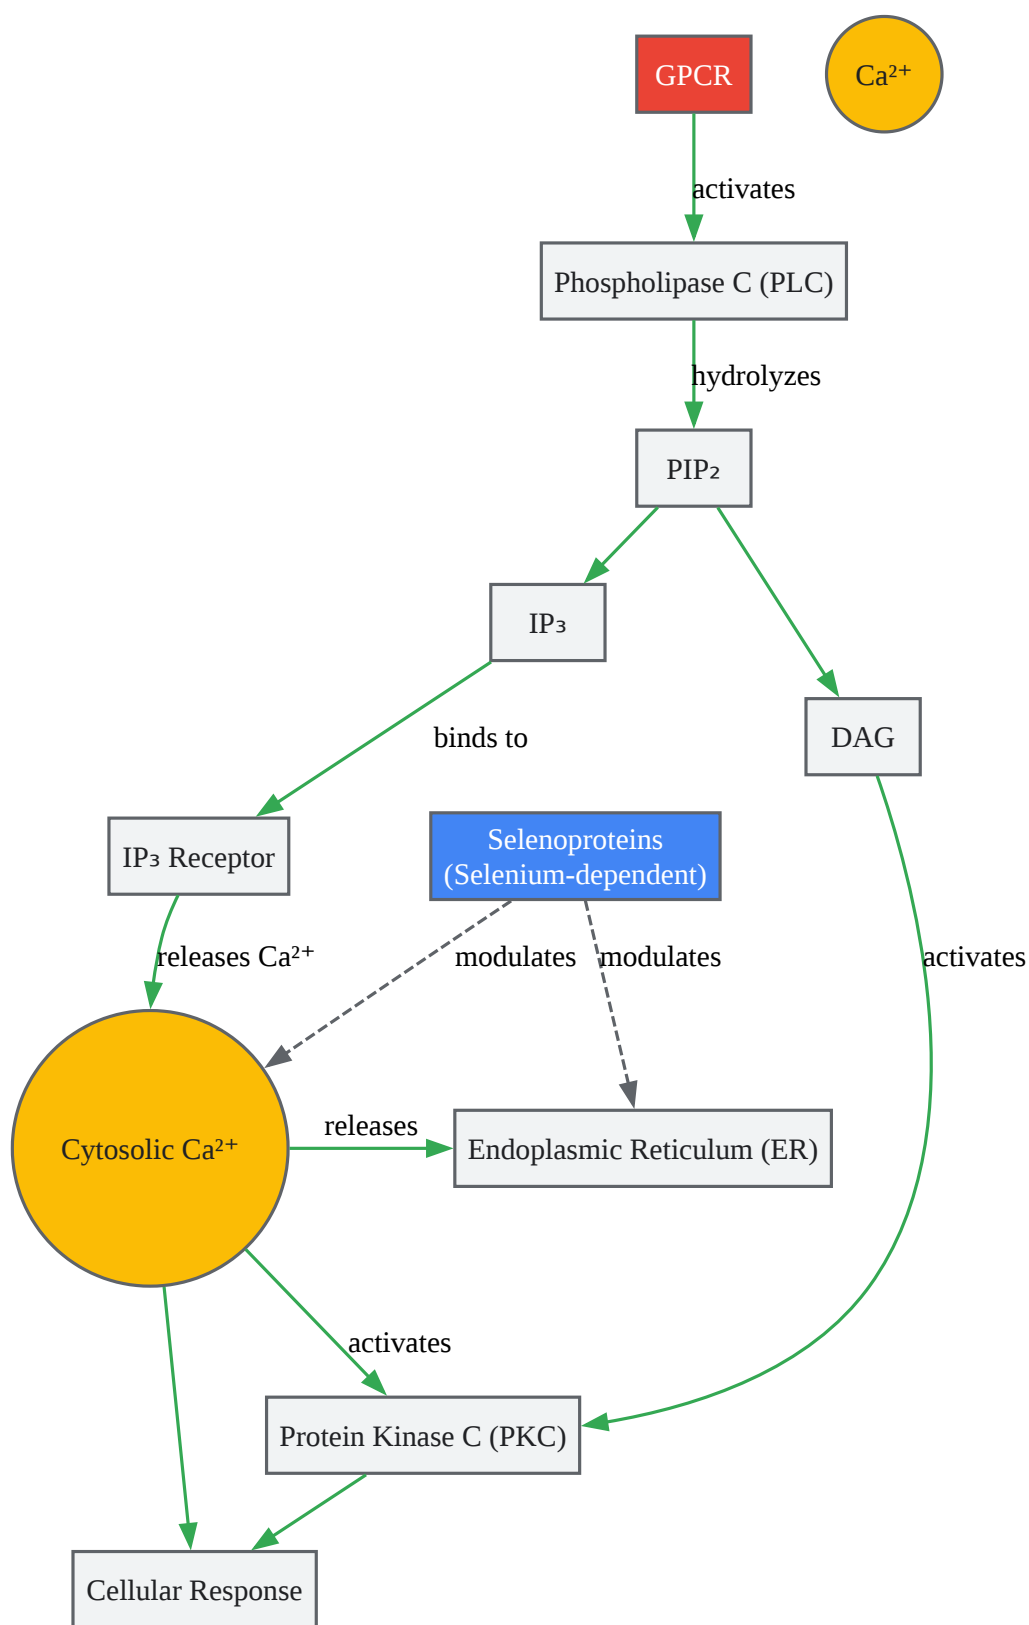 GPCR
Ca²⁺
activates
Phospholipase C (PLC)
hydrolyzes
PIP₂
IP₃
DAG
binds to
IP₃ Receptor
Selenoproteins
(Selenium-dependent)
releases Ca²⁺
modulates
modulates
activates
releases
Cytosolic Ca²⁺
Endoplasmic Reticulum (ER)
activates
Protein Kinase C (PKC)
Cellular Response